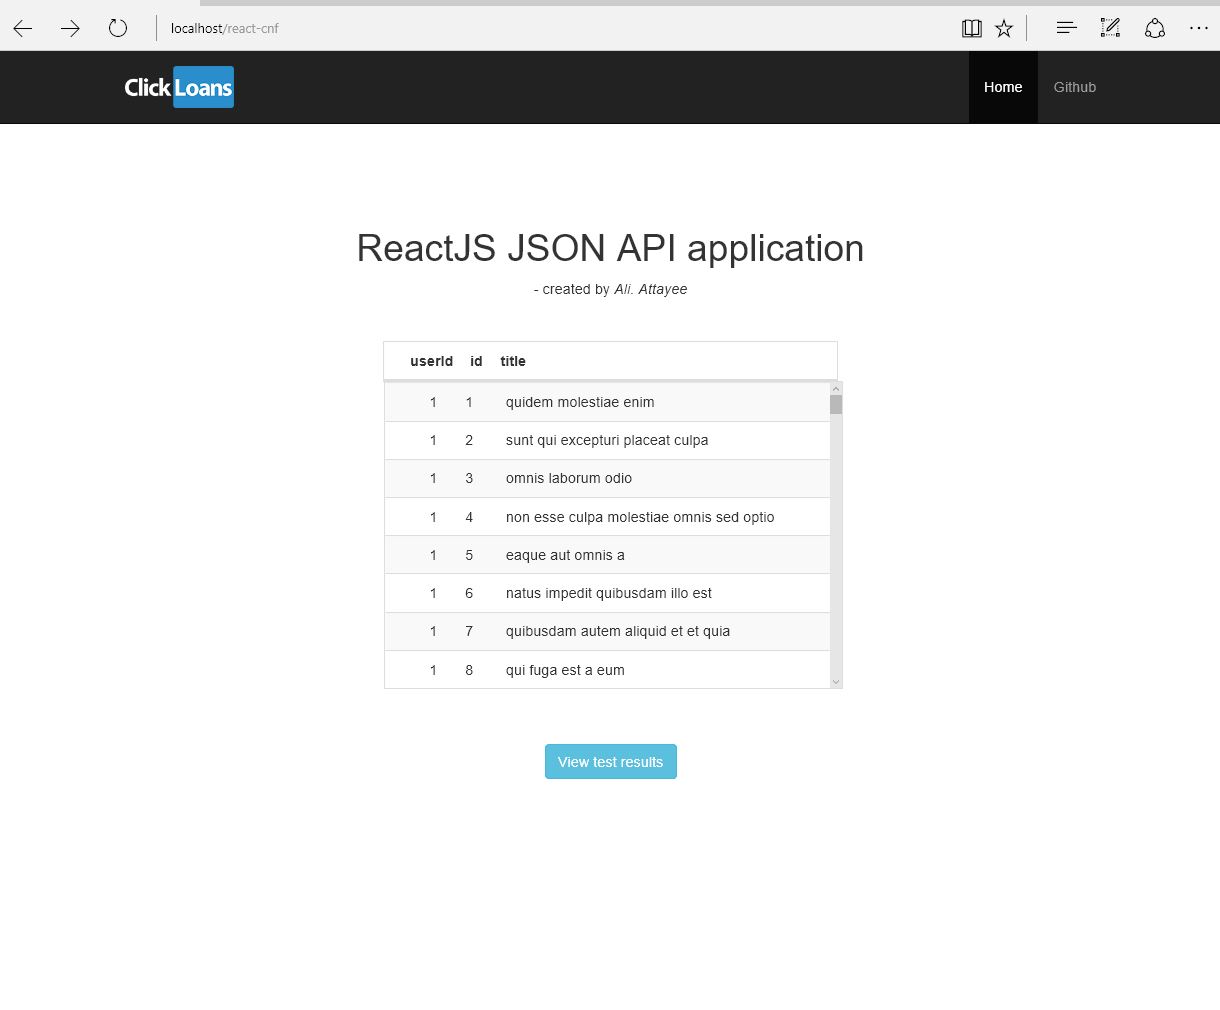 localhost/react-cnf
ClickLoans Home Github
ReactJS JSON API application
- created by Ali. Attayee
userId id title
1 1 quidem molestiae enim
1 2 sunt qui excepturi placeat culpa
1 3 omnis laborum odio
1 4 non esse culpa molestiae omnis sed optio
1 5 eaque aut omnis a
1 6 natus impedit quibusdam illo est
1 7 quibusdam autem aliquid et et quia
1 8 qui fuga est a eum
View test results